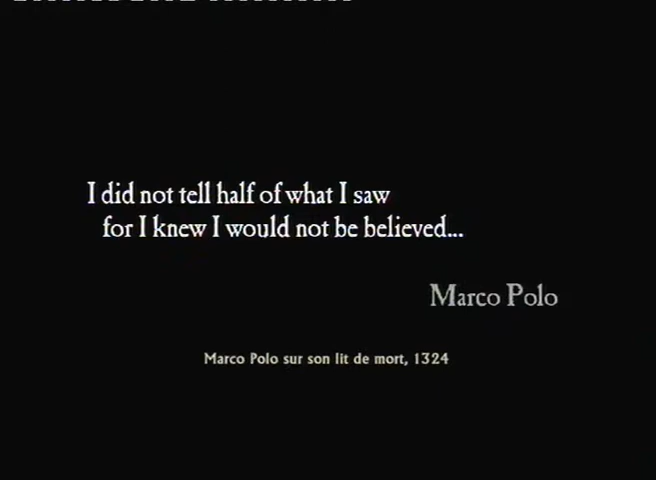 I did not tell half of what I saw
for I knew I would not be believed...
Marco Polo
Marco Polo sur son lit de mort, 1324